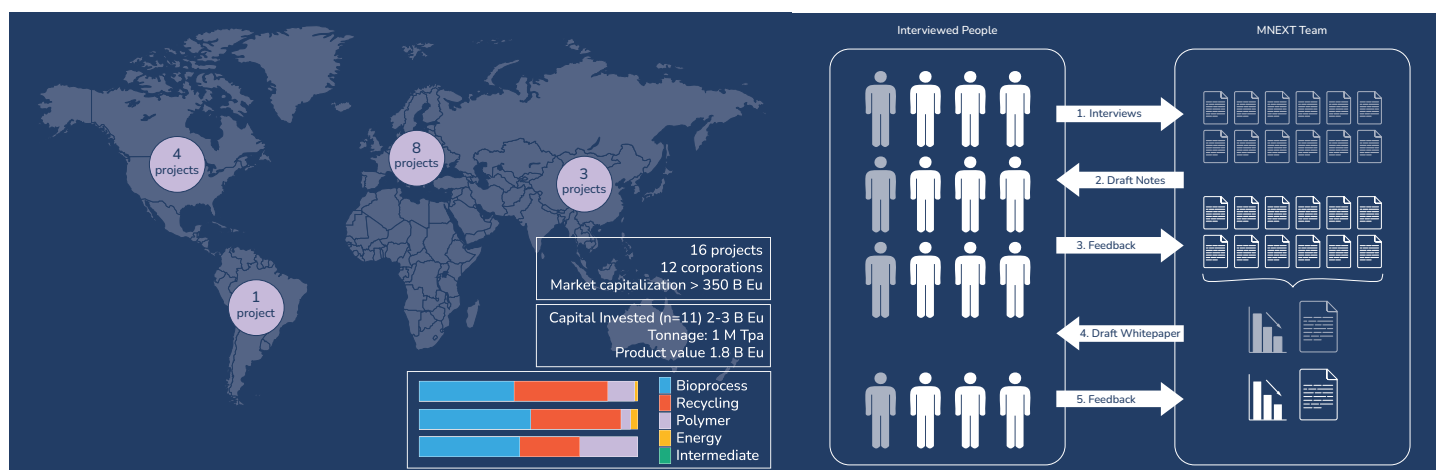 4
projects
8
projects
3
projects
1
project
16 projects
12 corporations
Market capitalization > 350 B Eu
Capital Invested (n=11) 2-3 B Eu
Tonnage: 1 M Tpa
Product value 1.8 B Eu
Bioprocess
Recycling
Polymer
Energy
Intermediate
Interviewed People
MNEXT Team
1. Interviews
2. Draft Notes
3. Feedback
4. Draft Whitepaper
5. Feedback